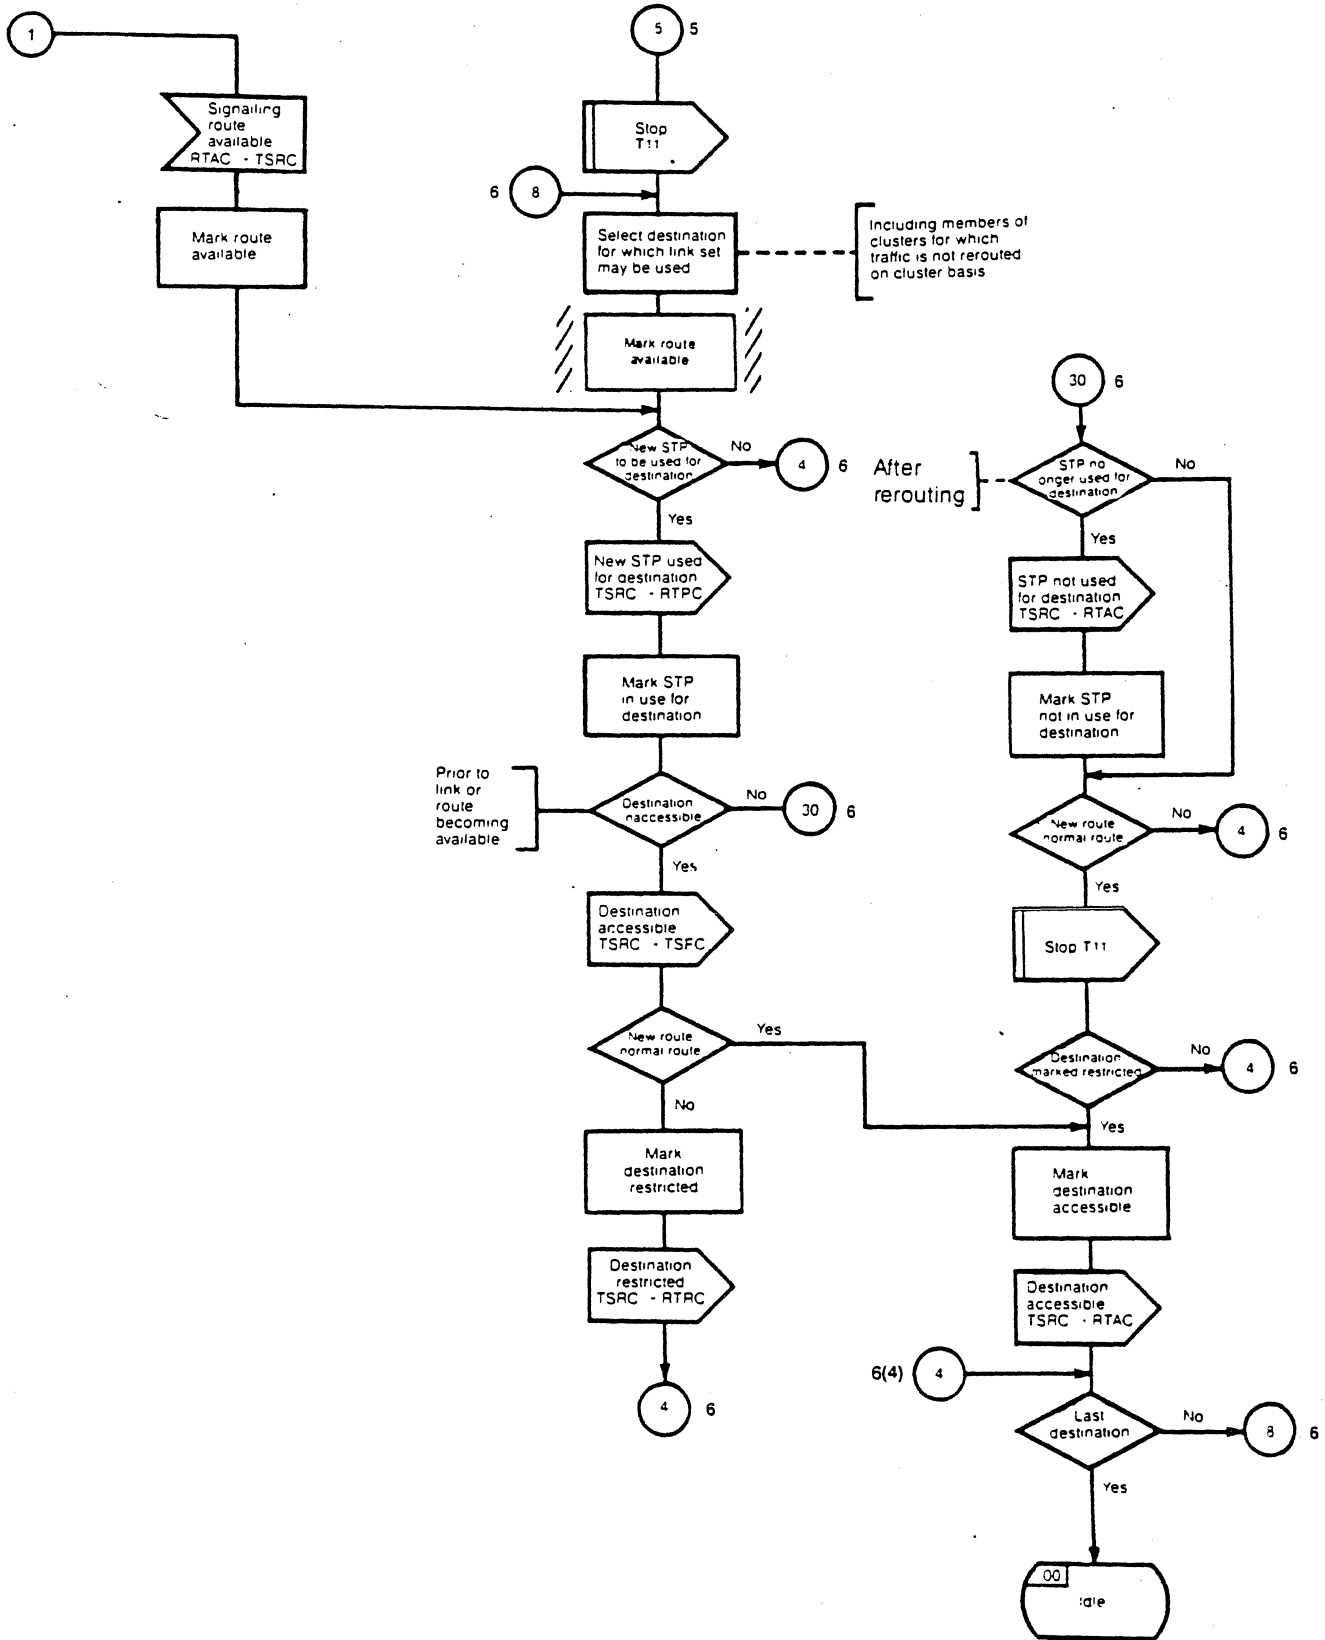 1
Signalling
route
available
RTAC - TSRC
Mark route
available
5 5
Stop
T11
6 8
Select destination
for which link set
may be used
Including members of
clusters for which
traffic is not rerouted
on cluster basis
Mark route
available
New STP
to be used for
destination
No
4 6
Yes
New STP used
for destination
TSRC - RTPC
Mark STP
in use for
destination
Prior to
link or
route
becoming
available
Destination
inaccessible
No
30 6
Yes
Destination
accessible
TSRC - TSFC
New route
normal route
Yes
No
Mark
destination
restricted
Destination
restricted
TSRC - RTRC
4 6
30 6
After
rerouting
STP no
onger used for
destination
No
Yes
STP not used
for destination
TSRC - RTAC
Mark STP
not in use for
destination
New route
normal route
No
4 6
Yes
Stop T11
Destination
marked restricted
No
4 6
Yes
Mark
destination
accessible
Destination
accessible
TSRC - RTAC
6(4) 4
Last
destination
No
8 6
Yes
00
Idle